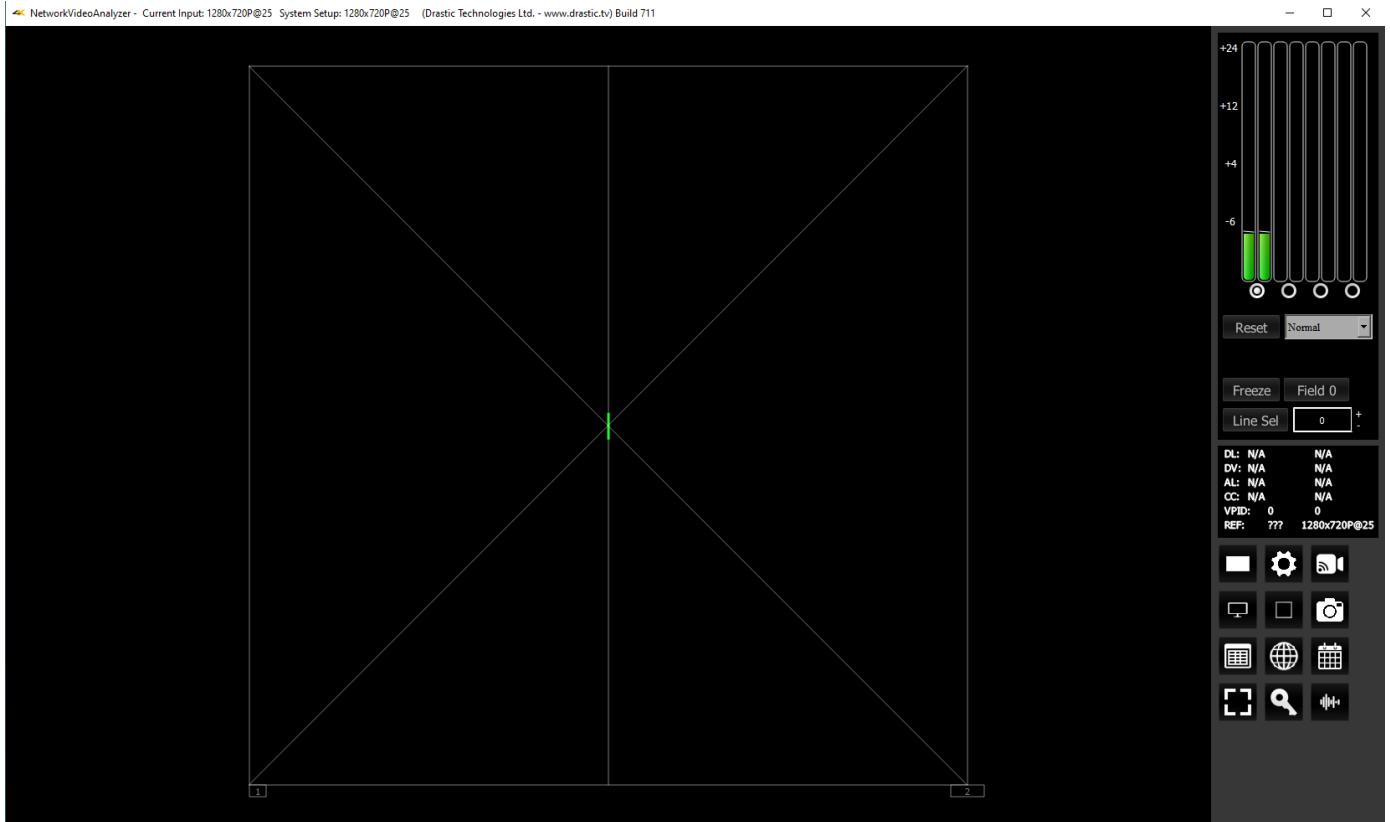 NetworkVideoAnalyzer - Current Input: 1280x720P@25 System Setup: 1280x720P@25 (Drastic Technologies Ltd. - www.drastic.tv) Build 711
+24
+12
+4
-6
Reset Normal
Freeze Field 0
Line Sel 0 + -
DL: N/A N/A
DV: N/A N/A
AL: N/A N/A
CC: N/A N/A
VPID: 0 0
REF: ??? 1280x720P@25
1 2